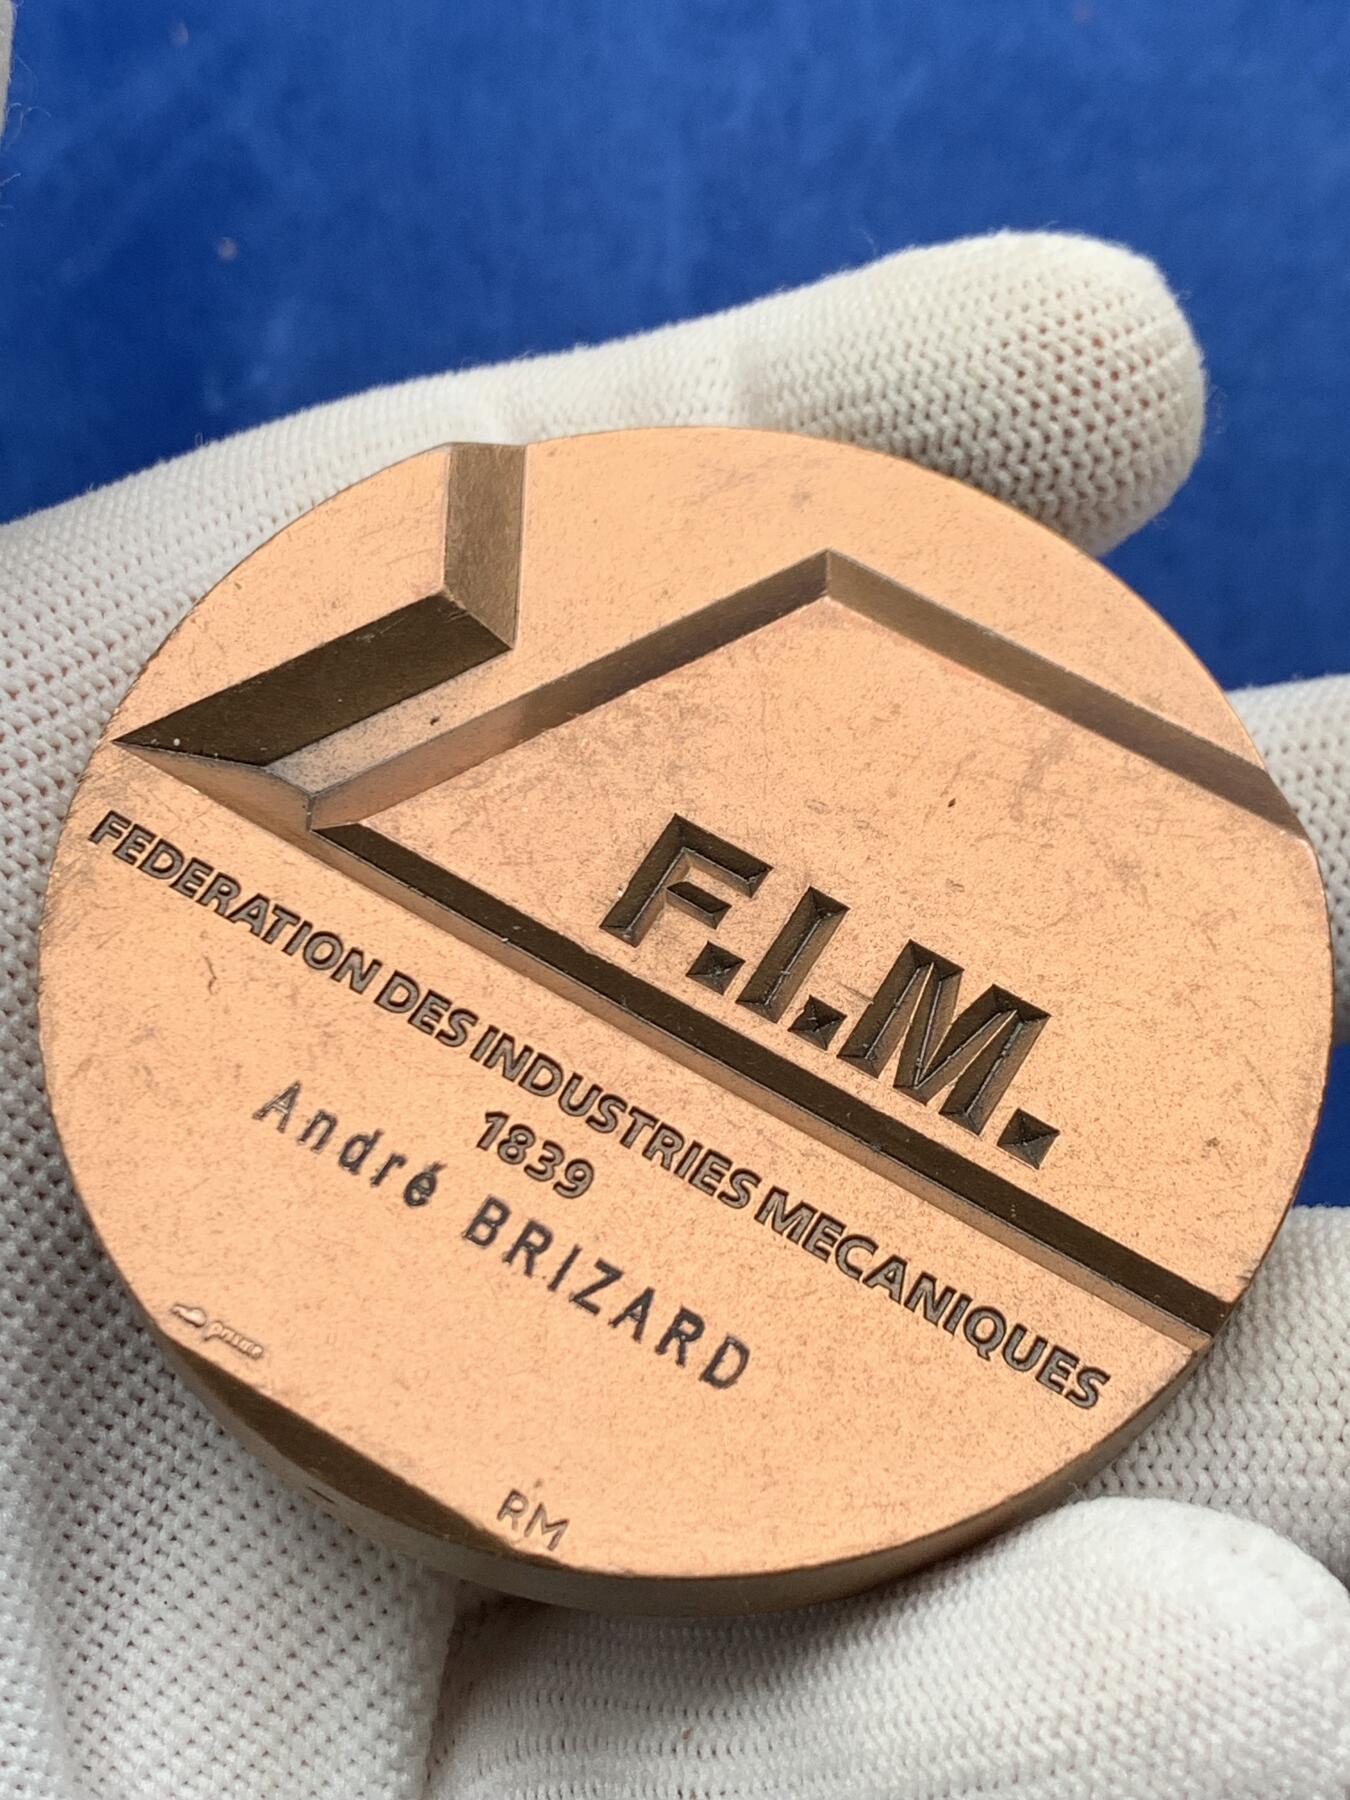 F.I.M.
FEDERATION DES INDUSTRIES MECANIQUES
1839
André BRIZARD
RM